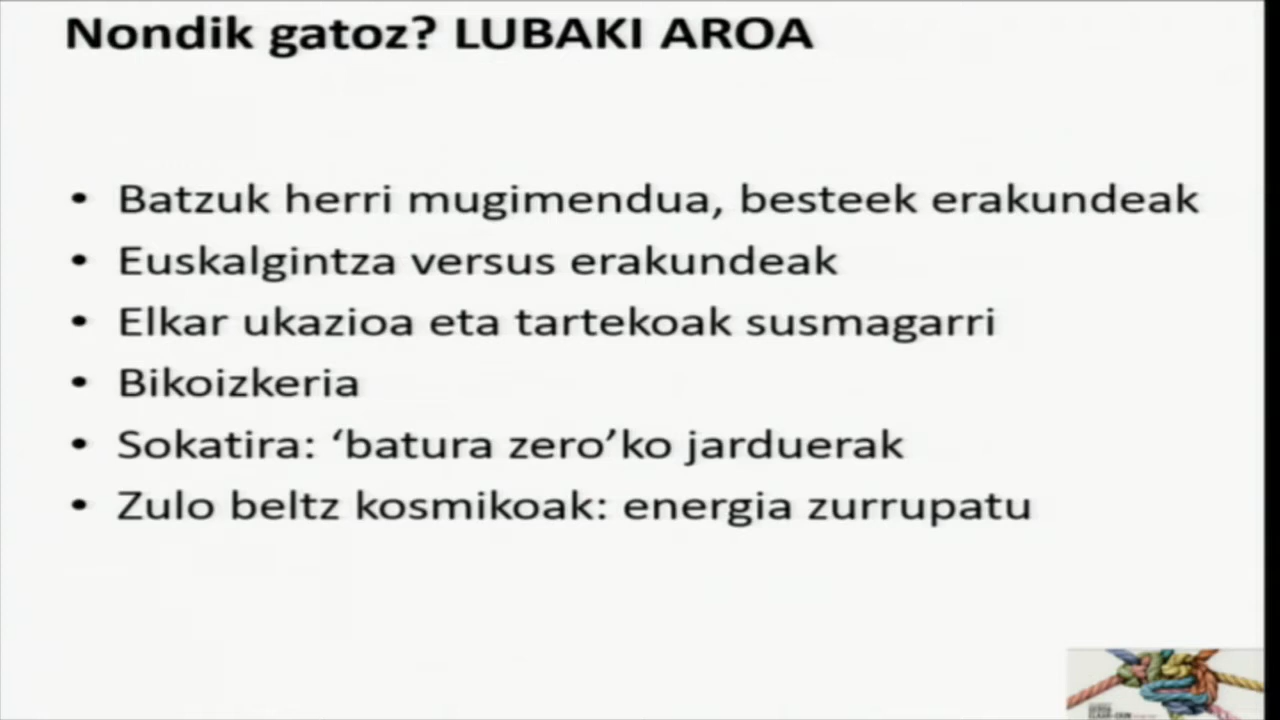 Nondik gatoz? LUBAKI AROA
• Batzuk herri mugimendua, besteek erakundeak
• Euskalgintza versus erakundeak
• Elkar ukazioa eta tartekoak susmagarri
• Bikoizkeria
• Sokatira: ‘batura zero’ko jarduerak
• Zulo beltz kosmikoak: energia zurrupatu